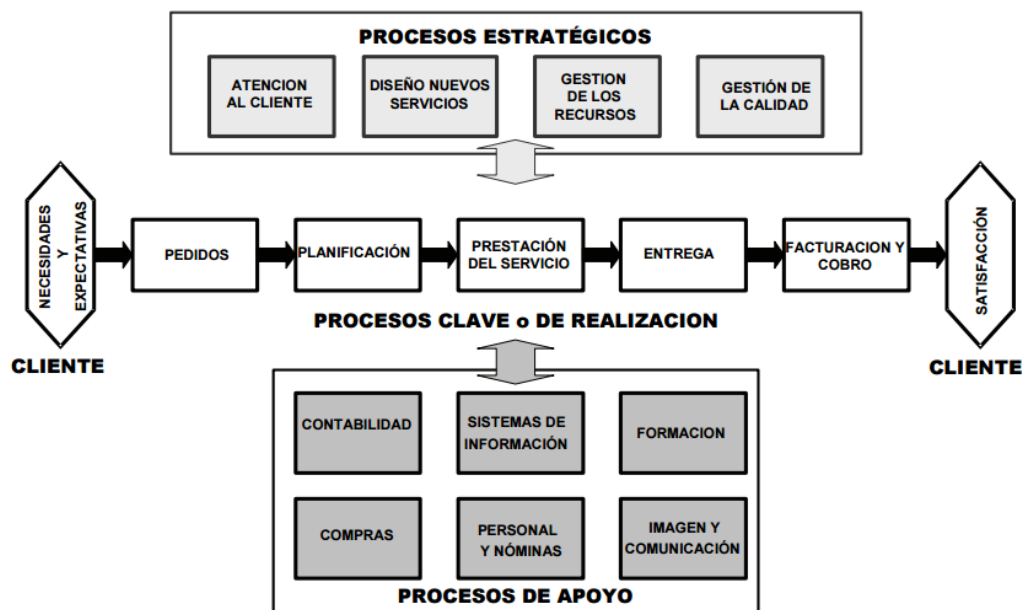 PROCESOS ESTRATÉGICOS
ATENCION
AL CLIENTE
DISEÑO NUEVOS
SERVICIOS
GESTION
DE LOS
RECURSOS
GESTIÓN DE
LA CALIDAD
NECESIDADES
Y
EXPECTATIVAS
CLIENTE
PEDIDOS
PLANIFICACIÓN
PRESTACIÓN
DEL SERVICIO
ENTREGA
FACTURACION Y
COBRO
SATISFACCIÓN
CLIENTE
PROCESOS CLAVE o DE REALIZACION
CONTABILIDAD
SISTEMAS DE
INFORMACIÓN
FORMACION
COMPRAS
PERSONAL
Y NÓMINAS
IMAGEN Y
COMUNICACIÓN
PROCESOS DE APOYO